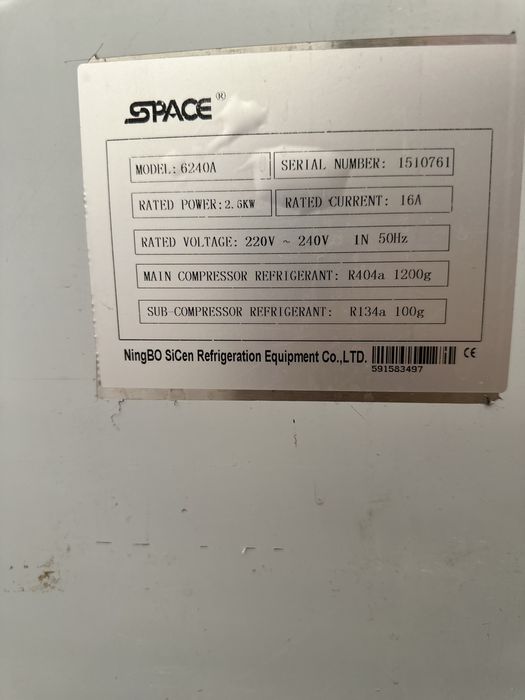 SPACE ®
MODEL: 6240A
SERIAL NUMBER: 1510761
RATED POWER: 2.6KW
RATED CURRENT: 16A
RATED VOLTAGE: 220V ~ 240V 1N 50Hz
MAIN COMPRESSOR REFRIGERANT: R404a 1200g
SUB-COMPRESSOR REFRIGERANT: R134a 100g
NingBO SiCen Refrigeration Equipment Co.,LTD. CE
591583497